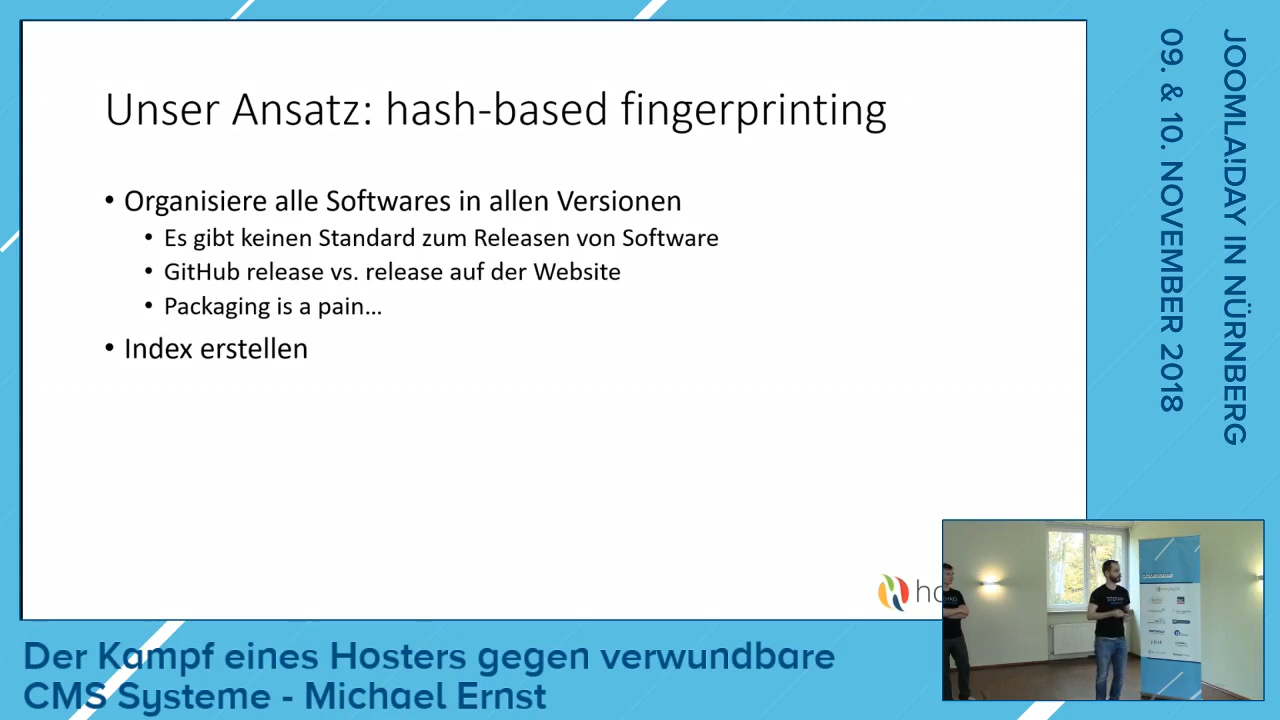 Unser Ansatz: hash-based fingerprinting
• Organisiere alle Softwares in allen Versionen
• Es gibt keinen Standard zum Releasen von Software
• GitHub release vs. release auf der Website
• Packaging is a pain...
• Index erstellen
JOOMLA!DAY IN NÜRNBERG
09. & 10. NOVEMBER 2018
Der Kampf eines Hosters gegen verwundbare
CMS Systeme - Michael Ernst